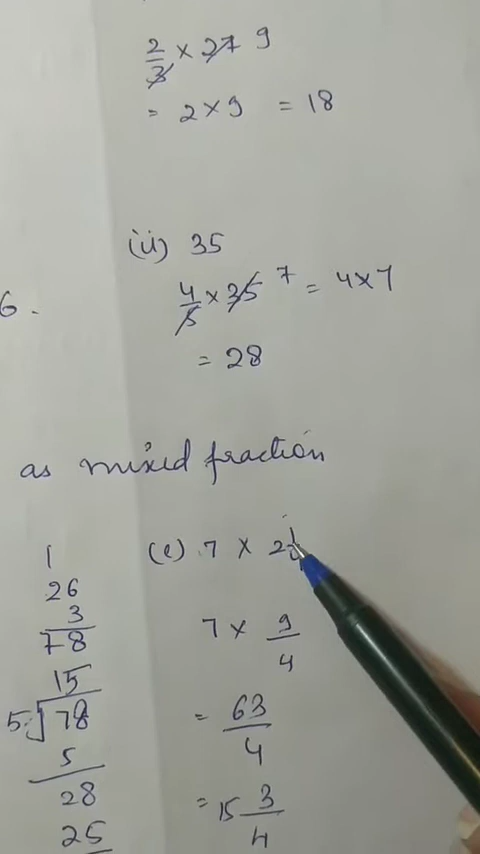 2/3 × 27 9
= 2 × 9 = 18
(ii) 35
4/5 × 35 7 = 4 × 7
6.
= 28
as mixed fraction
(e) 7 × 2 1/4
7 × 9/4
= 63/4
= 15 3/4
1
26
3
78
15
5 78
5
28
25